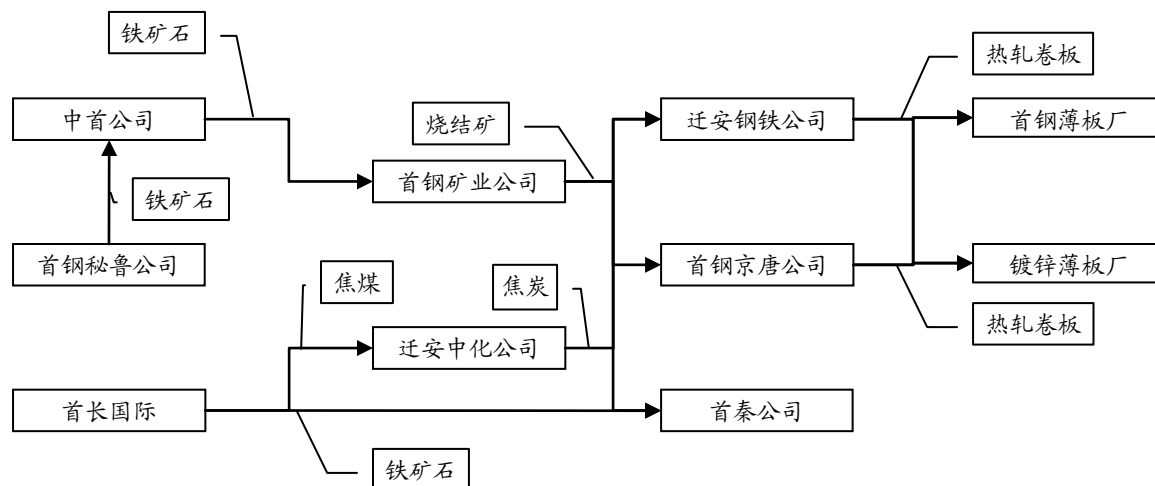 铁矿石
热轧卷板
中首公司
烧结矿
迁安钢铁公司
首钢薄板厂
首钢矿业公司
铁矿石
首钢秘鲁公司
焦煤
焦炭
首钢京唐公司
镀锌薄板厂
热轧卷板
迁安中化公司
首长国际
首秦公司
铁矿石